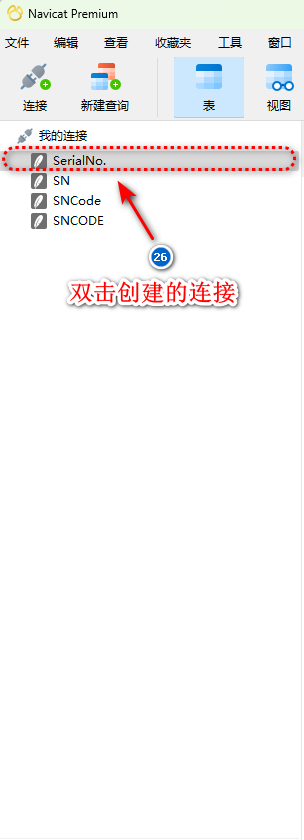 Navicat Premium
文件 编辑 查看 收藏夹 工具 窗口
连接 新建查询 表 视图
我的连接
SerialNo.
SN
SNCode
SNCODE
26
双击创建的连接